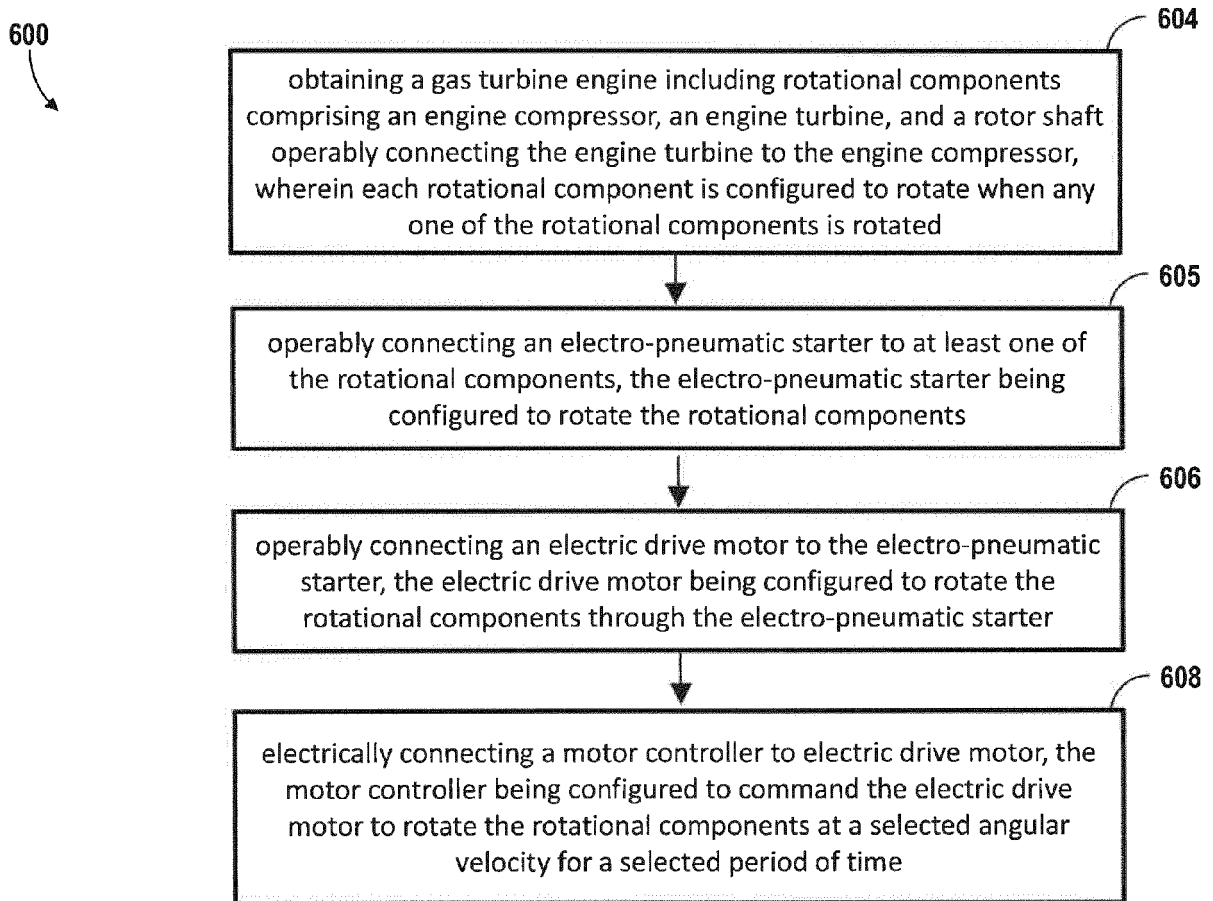 600
604
obtaining a gas turbine engine including rotational components
comprising an engine compressor, an engine turbine, and a rotor shaft
operably connecting the engine turbine to the engine compressor,
wherein each rotational component is configured to rotate when any
one of the rotational components is rotated
605
operably connecting an electro-pneumatic starter to at least one of
the rotational components, the electro-pneumatic starter being
configured to rotate the rotational components
606
operably connecting an electric drive motor to the electro-pneumatic
starter, the electric drive motor being configured to rotate the
rotational components through the electro-pneumatic starter
608
electrically connecting a motor controller to electric drive motor, the
motor controller being configured to command the electric drive
motor to rotate the rotational components at a selected angular
velocity for a selected period of time